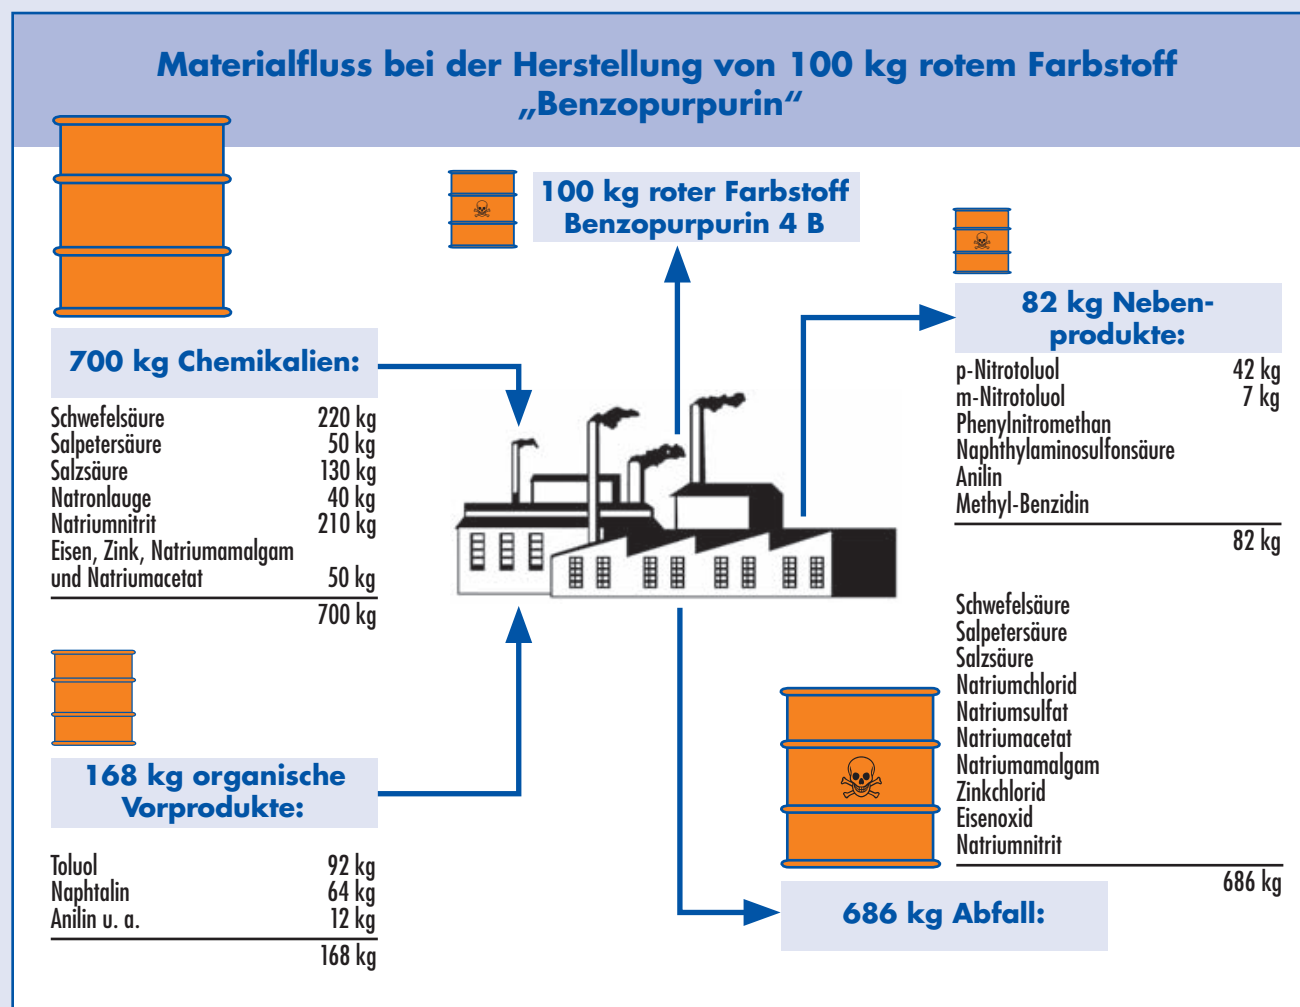 Materialfluss bei der Herstellung von 100 kg rotem Farbstoff
„Benzopurpurin“
100 kg roter Farbstoff
Benzopurpurin 4 B
700 kg Chemikalien:
Schwefelsäure 220 kg
Salpetersäure 50 kg
Salzsäure 130 kg
Natronlauge 40 kg
Natriumnitrit 210 kg
Eisen, Zink, Natriumamalgam
und Natriumacetat 50 kg
700 kg
168 kg organische
Vorprodukte:
Toluol 92 kg
Naphtalin 64 kg
Anilin u. a. 12 kg
168 kg
82 kg Neben-
produkte:
p-Nitrotoluol 42 kg
m-Nitrotoluol 7 kg
Phenylnitromethan
Naphthylaminosulfonsäure
Anilin
Methyl-Benzidin
82 kg
Schwefelsäure
Salpetersäure
Salzsäure
Natriumchlorid
Natriumsulfat
Natriumacetat
Natriumamalgam
Zinkchlorid
Eisenoxid
Natriumnitrit
686 kg
686 kg Abfall: